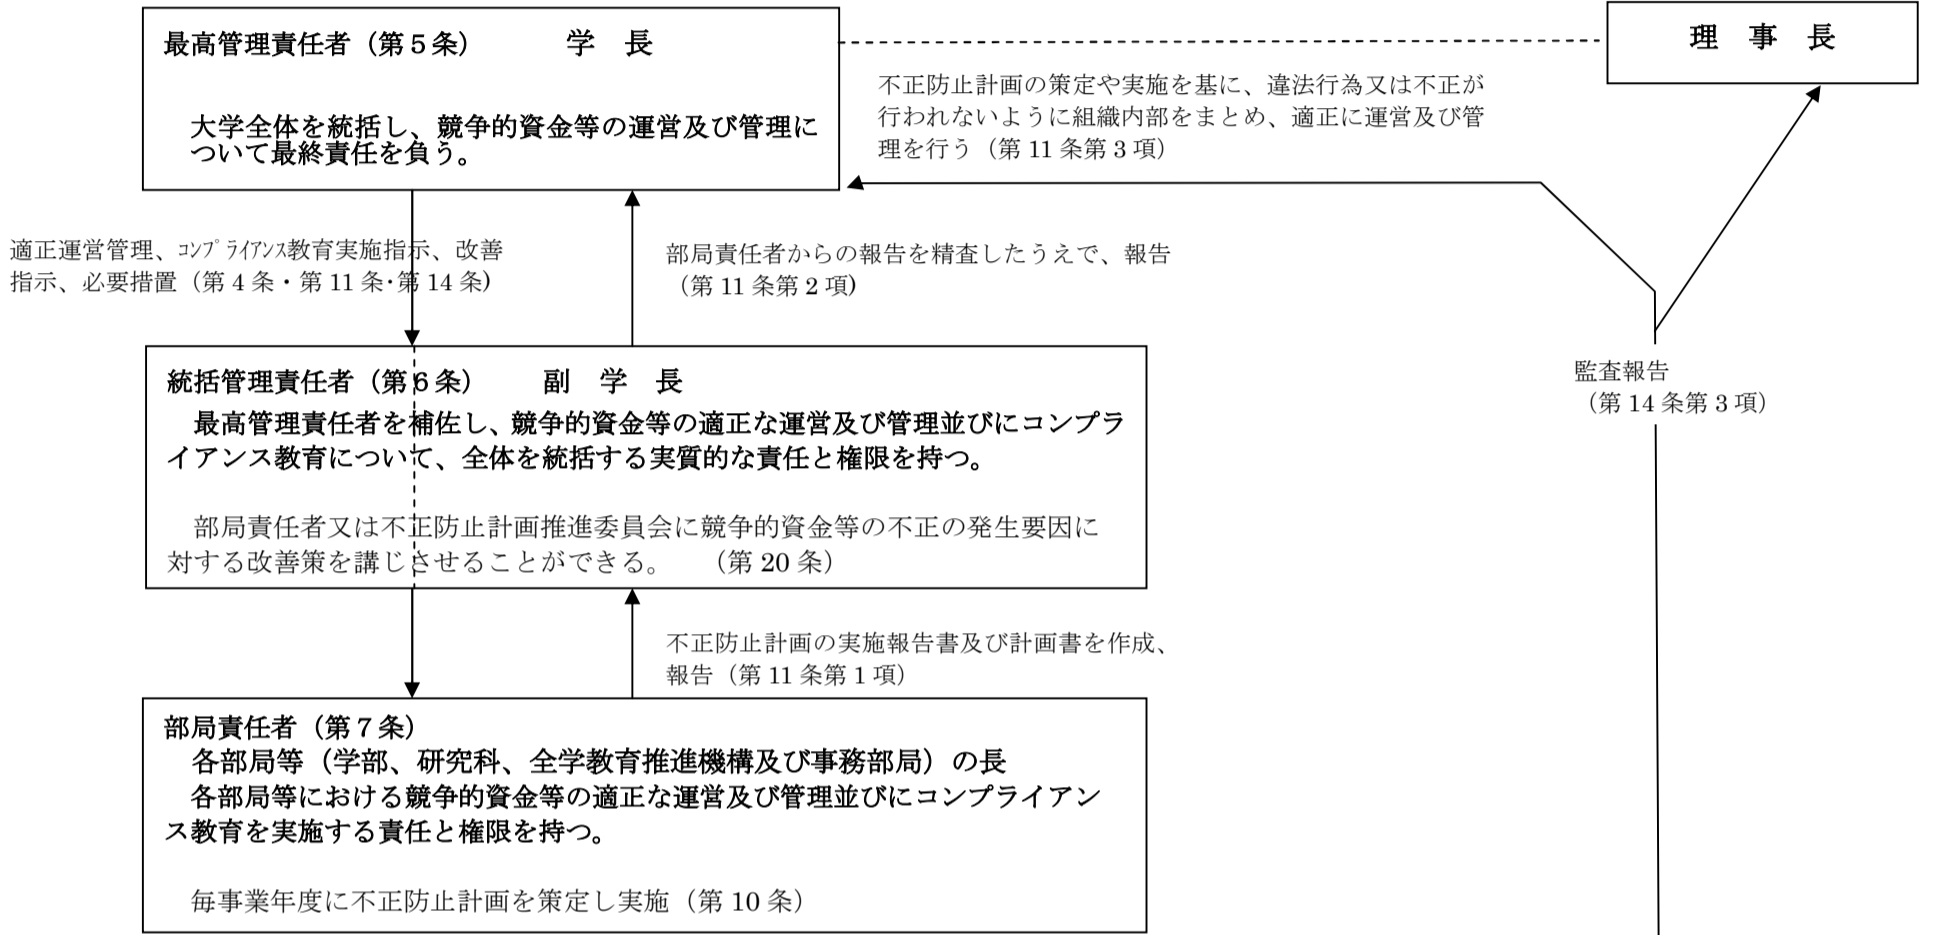 最高管理責任者（第５条）　　　学　長
大学全体を統括し、競争的資金等の運営及び管理に
ついて最終責任を負う。
理　事　長
不正防止計画の策定や実施を基に、違法行為又は不正が
行われないように組織内部をまとめ、適正に運営及び管
理を行う（第 11 条第 3 項）
適正運営管理、ｺﾝﾌﾟﾗｲｱﾝｽ教育実施指示、改善
指示、必要措置（第 4 条・第 11 条･第 14 条)
部局責任者からの報告を精査したうえで、報告
（第 11 条第 2 項)
統括管理責任者（第６条）　　　副　学　長
最高管理責任者を補佐し、競争的資金等の適正な運営及び管理並びにコンプラ
イアンス教育について、全体を統括する実質的な責任と権限を持つ。
部局責任者又は不正防止計画推進委員会に競争的資金等の不正の発生要因に
対する改善策を講じさせることができる。　　（第 20 条）
監査報告
（第 14 条第 3 項）
不正防止計画の実施報告書及び計画書を作成、
報告（第 11 条第 1 項）
部局責任者（第７条）
各部局等（学部、研究科、全学教育推進機構及び事務部局）の長
各部局等における競争的資金等の適正な運営及び管理並びにコンプライアン
ス教育を実施する責任と権限を持つ。
毎事業年度に不正防止計画を策定し実施（第 10 条）